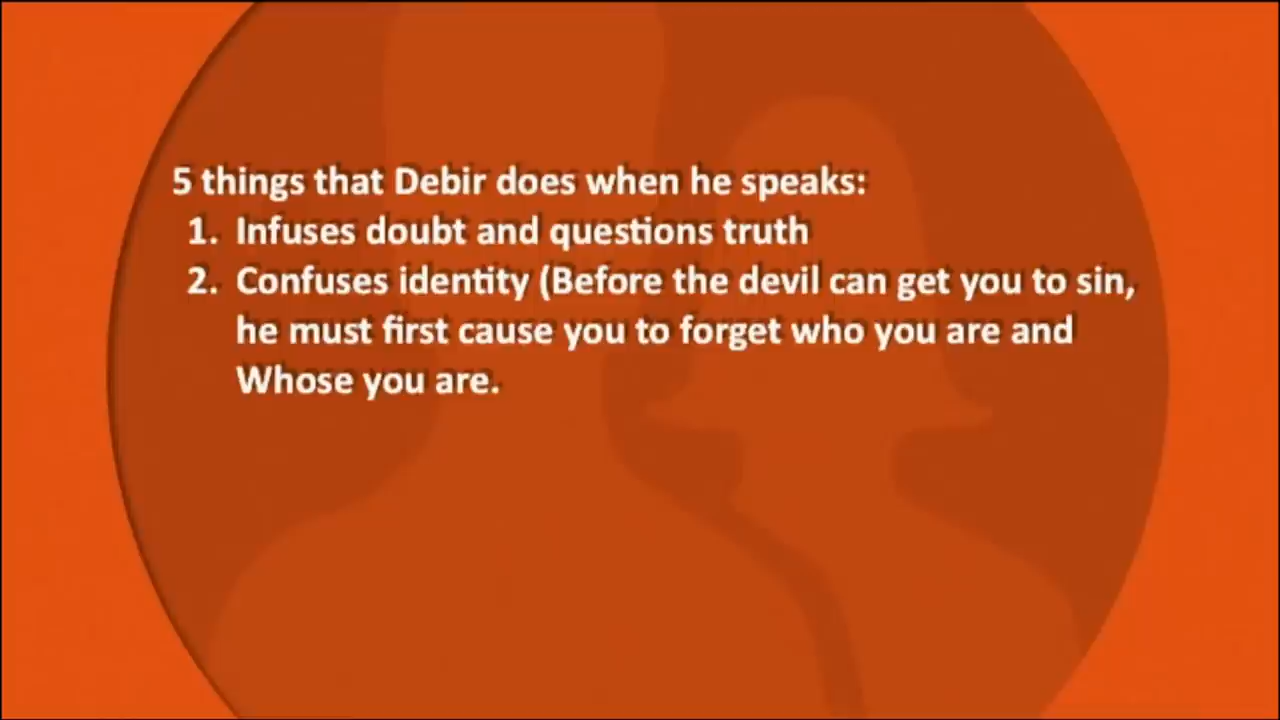 5 things that Debir does when he speaks:
1. Infuses doubt and questions truth
2. Confuses identity (Before the devil can get you to sin,
he must first cause you to forget who you are and
Whose you are.